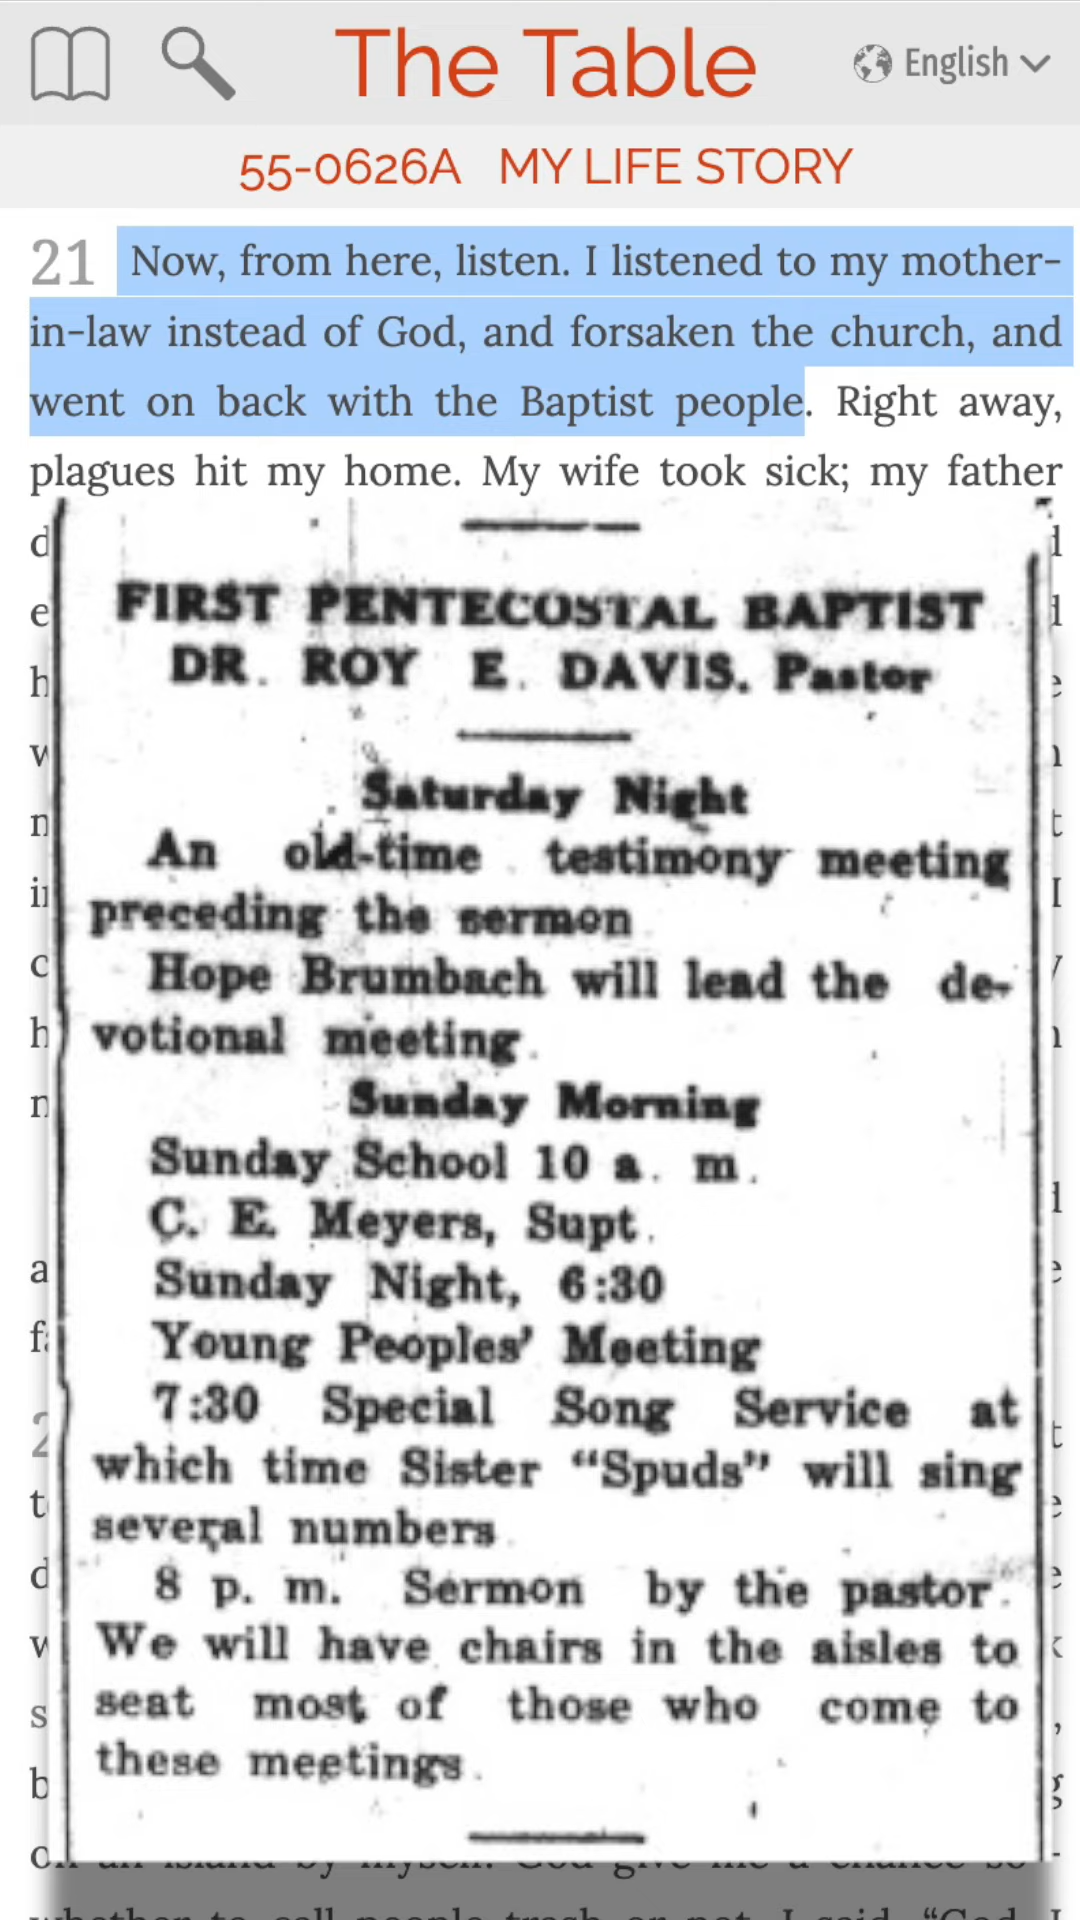 The Table
English
55-0626A MY LIFE STORY
21 Now, from here, listen. I listened to my mother-
in-law instead of God, and forsaken the church, and
went on back with the Baptist people. Right away,
plagues hit my home. My wife took sick; my father
FIRST PENTECOSTAL BAPTIST
DR. ROY E. DAVIS. Pastor
Saturday Night
An old-time testimony meeting
preceding the sermon
Hope Brumbach will lead the de-
votional meeting.
Sunday Morning
Sunday School 10 a. m.
C. E. Meyers, Supt.
Sunday Night, 6:30
Young Peoples' Meeting
7:30 Special Song Service at
which time Sister "Spuds" will sing
several numbers
8 p. m. Sermon by the pastor.
We will have chairs in the aisles to
seat most of those who come to
these meetings.